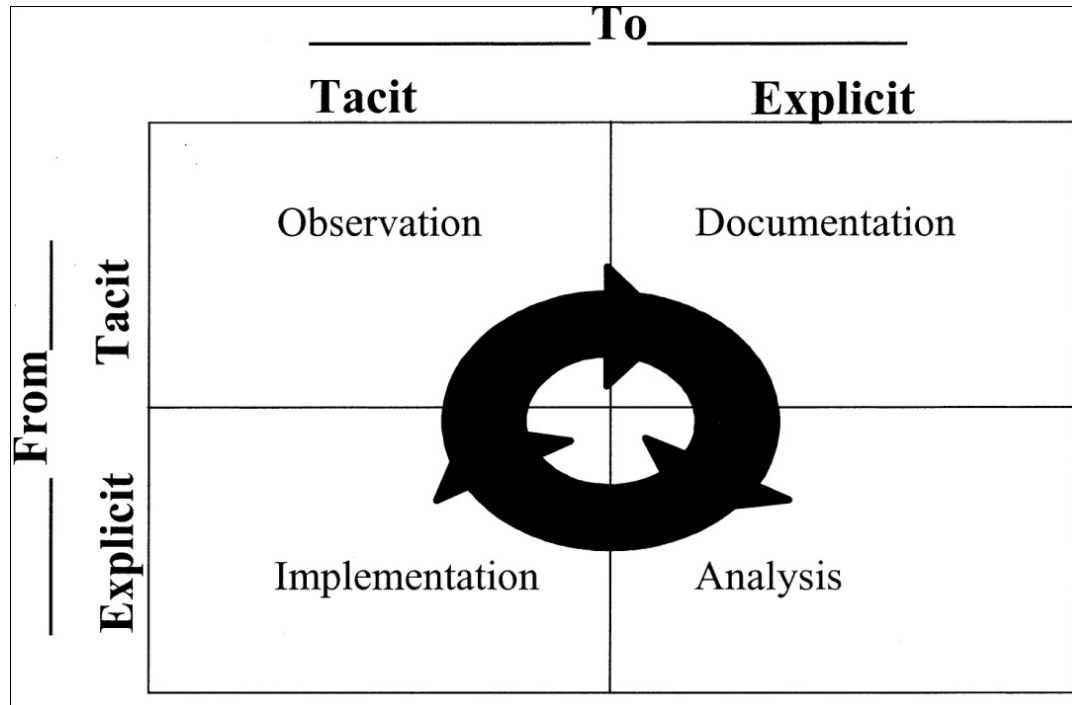 To
Tacit Explicit
From
Tacit
Observation Documentation
Explicit
Implementation Analysis